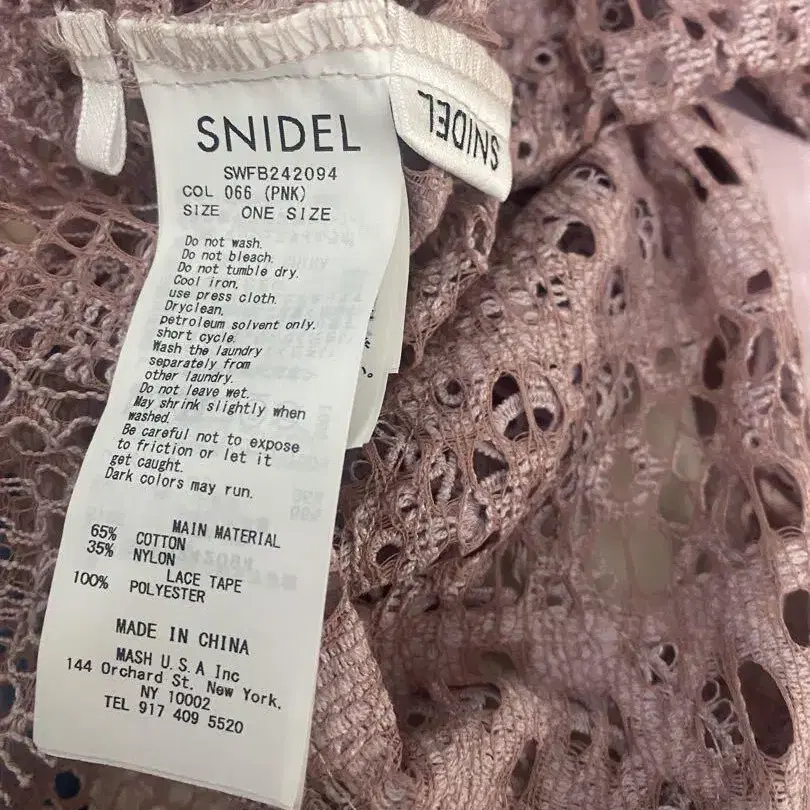 SNIDEL
SNIDEL
SWFB242094
COL 066 (PNK)
SIZE ONE SIZE
Do not wash.
Do not bleach.
Do not tumble dry.
Cool iron.
use press cloth.
Dryclean.
petroleum solvent only.
short cycle.
Wash the laundry
separately from
other laundry.
Do not leave wet.
May shrink slightly when
washed.
Be careful not to expose
to friction or let it
get caught.
Dark colors may run.
MAIN MATERIAL
65% COTTON
35% NYLON
LACE TAPE
100% POLYESTER
MADE IN CHINA
MASH U.S.A Inc
144 Orchard St. New York.
NY 10002
TEL 917 409 5520